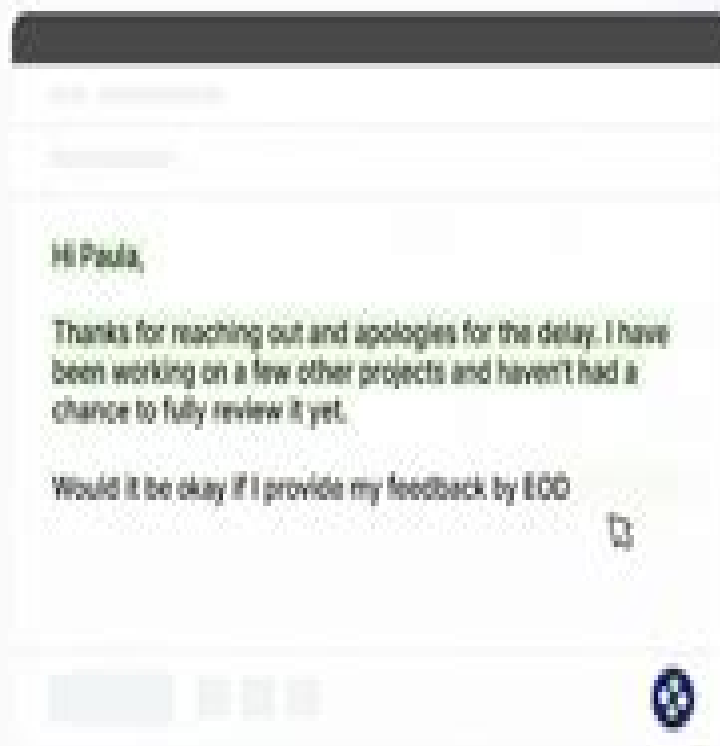 Hi Paula,
Thanks for reaching out and apologies for the delay. I have
been working on a few other projects and haven't had a
chance to fully review it yet.
Would it be okay if I provide my feedback by EOD